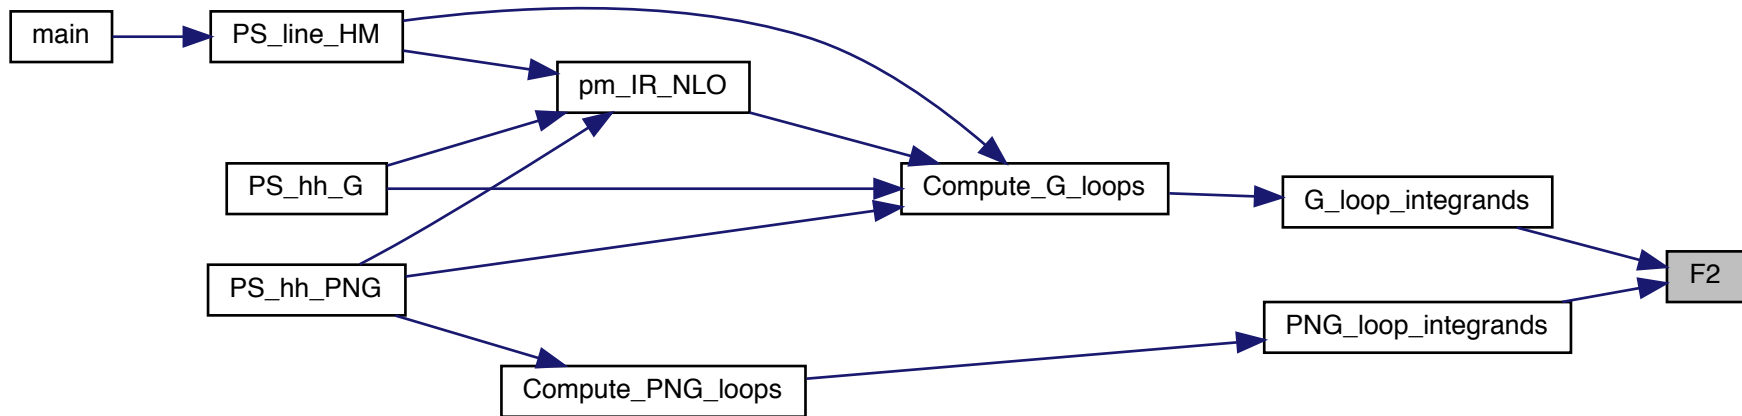 main
PS_line_HM
pm_IR_NLO
PS_hh_G
Compute_G_loops
G_loop_integrands
F2
PS_hh_PNG
PNG_loop_integrands
Compute_PNG_loops